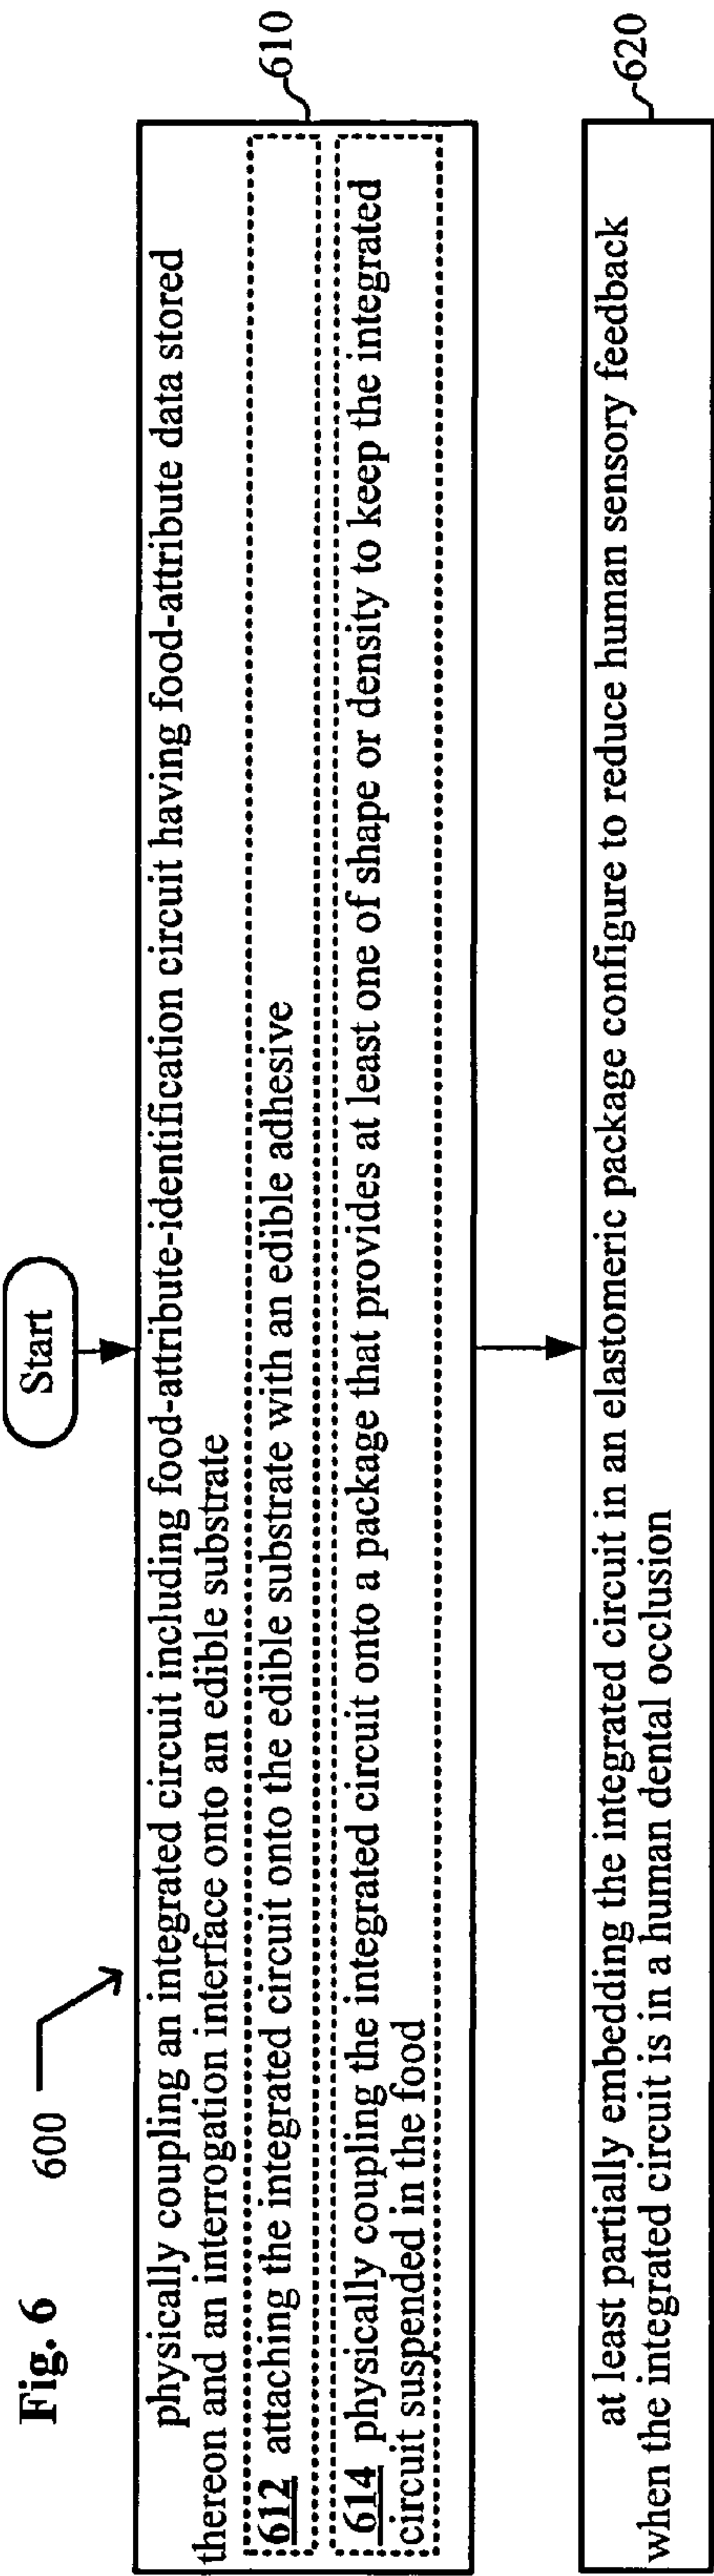 Fig. 6
600
Start
610
physically coupling an integrated circuit including food-attribute-identification circuit having food-attribute data stored
thereon and an interrogation interface onto an edible substrate
612 attaching the integrated circuit onto the edible substrate with an edible adhesive
614 physically coupling the integrated circuit onto a package that provides at least one of shape or density to keep the integrated
circuit suspended in the food
620
at least partially embedding the integrated circuit in an elastomeric package configure to reduce human sensory feedback
when the integrated circuit is in a human dental occlusion